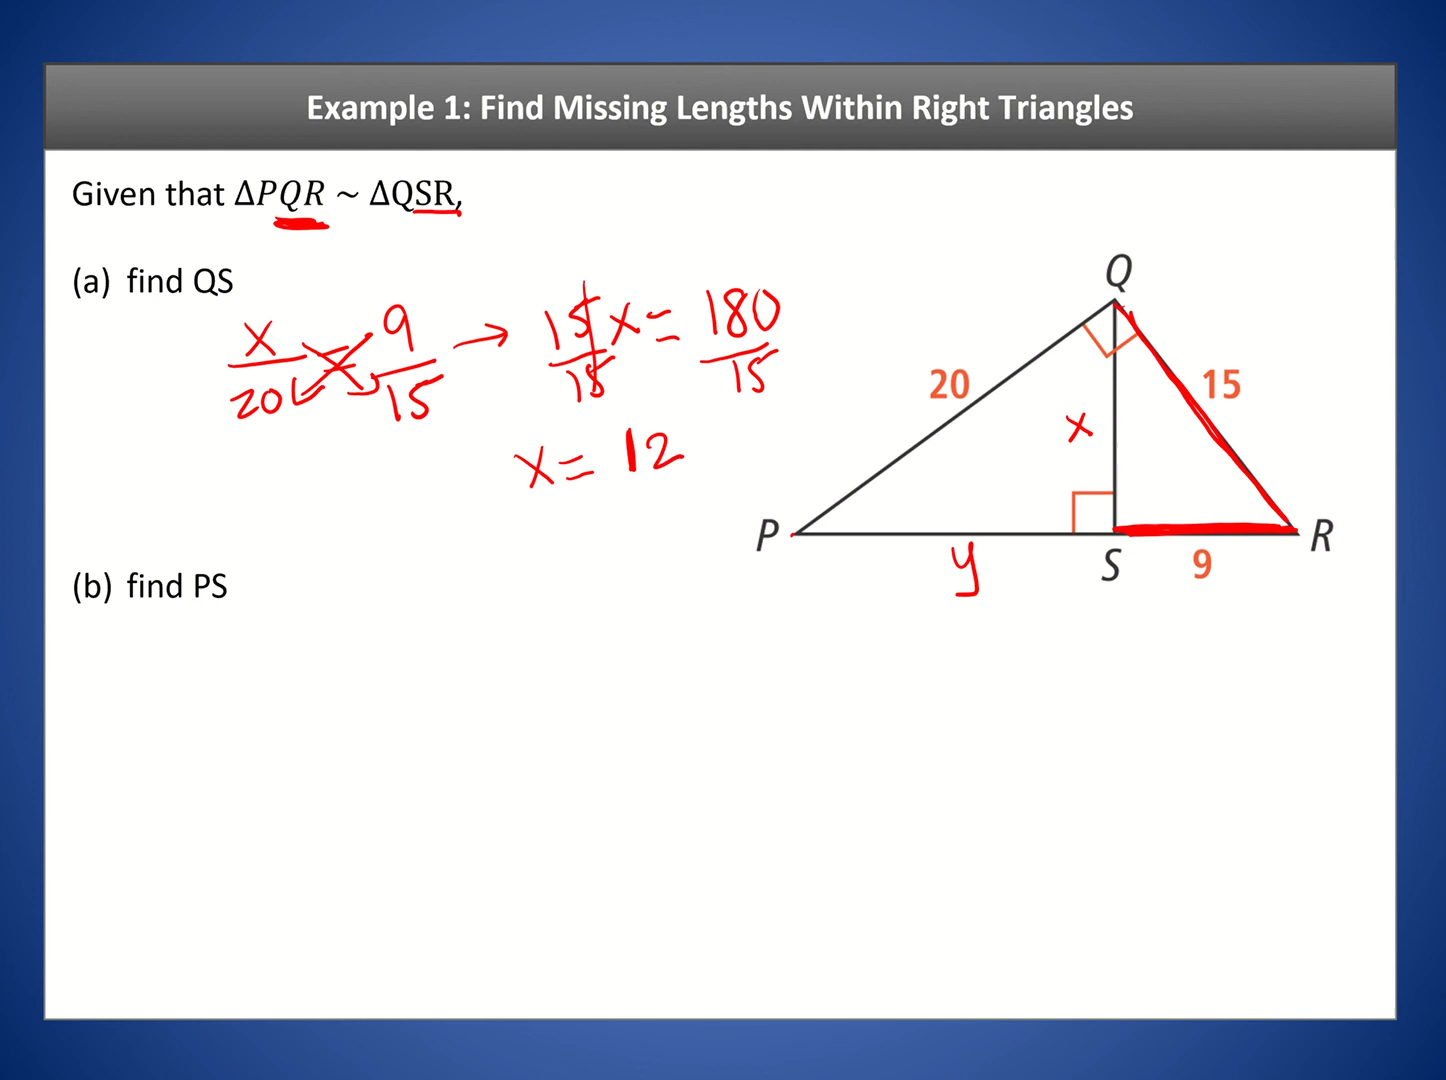 Example 1: Find Missing Lengths Within Right Triangles
Given that ΔPQR ~ ΔQSR,
(a) find QS
x/20 = 9/15 → 15x/15 = 180/15
x = 12
(b) find PS
Q
20
15
x
P
S
R
y
9